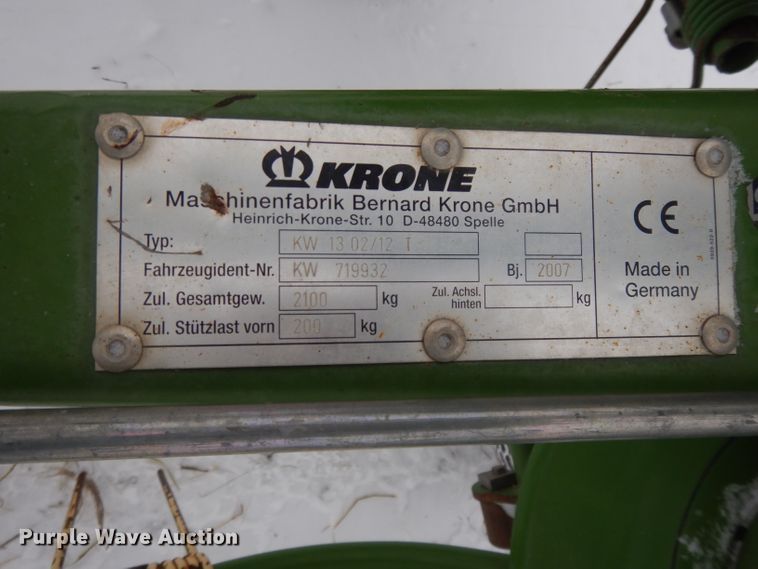 KRONE
Maschinenfabrik Bernard Krone GmbH
Heinrich-Krone-Str. 10 D-48480 Spelle
Typ: KW 13 02/12 T
Fahrzeugident-Nr. KW 719932 Bj. 2007
Zul. Gesamtgew. 2100 kg Zul. Achsl. hinten kg
Zul. Stützlast vorn 200 kg
CE
Made in
Germany
Purple Wave Auction